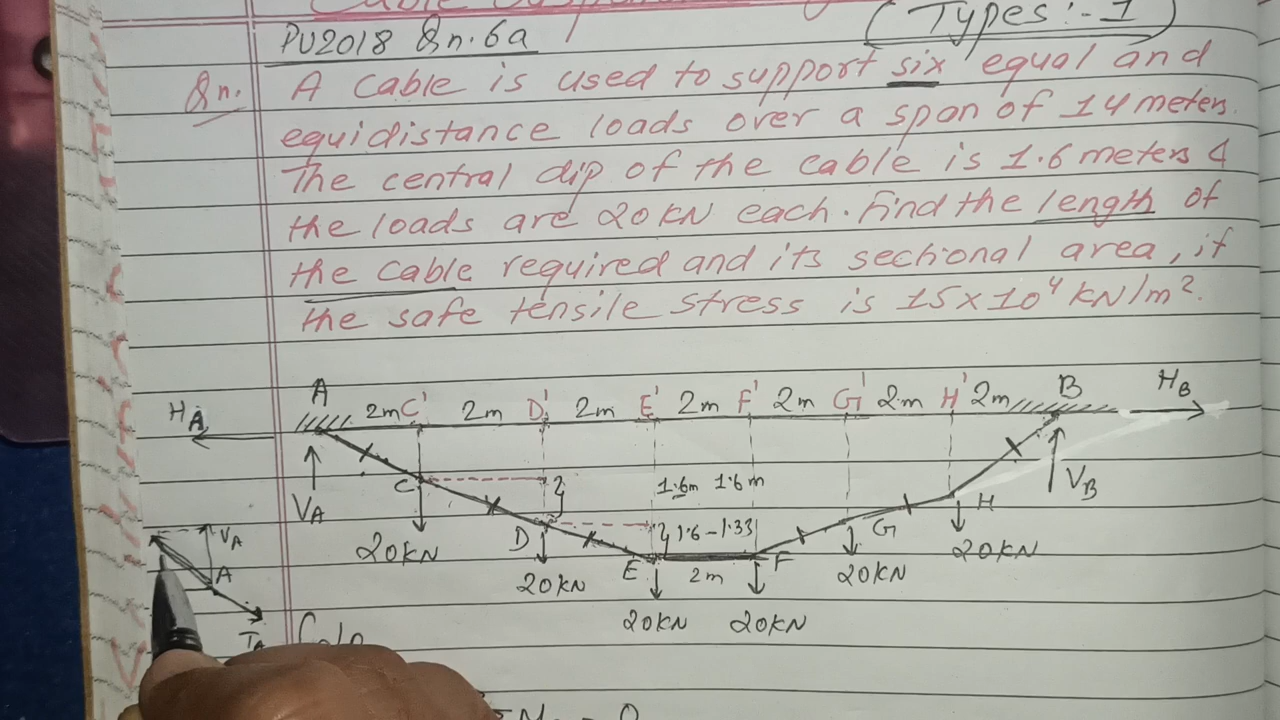 (Types:-1)
PU2018 Qn.6a
Qn. A cable is used to support six equal and
equidistance loads over a span of 14 meters.
The central dip of the cable is 1.6 meters &
the loads are 20KN each. Find the length of
the cable required and its sectional area, if
the safe tensile stress is 15×10⁴ KN/m².
A B
HA 2m C' 2m D' 2m E' 2m F' 2m G' 2m H' 2m HB
C 1.6m 1.6m H VB
VA D 1.6-1.33 G
20KN E 2m F 20KN 20KN
20KN
20KN 20KN
VA
A
TA